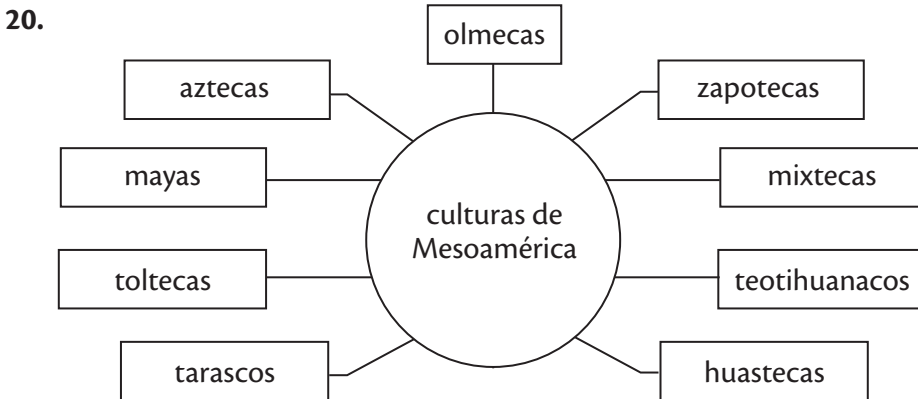 20.
olmecas
aztecas
zapotecas
mayas
mixtecas
culturas de
Mesoamérica
toltecas
teotihuanacos
tarascos
huastecas